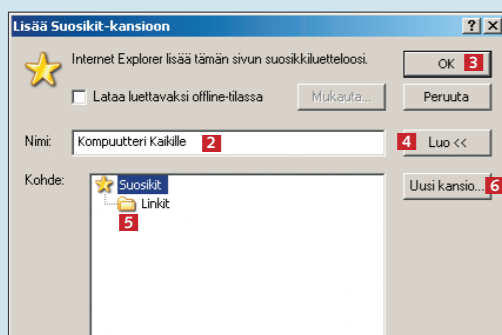 Lisää Suosikit-kansioon
Internet Explorer lisää tämän sivun suosikkiluetteloosi.
OK 3
Lataa luettavaksi offline-tilassa
Mukauta...
Peruuta
Nimi: Kompuutteri Kaikille 2
4 Luo <<
Kohde:
Suosikit
Uusi kansio... 6
Linkit
5